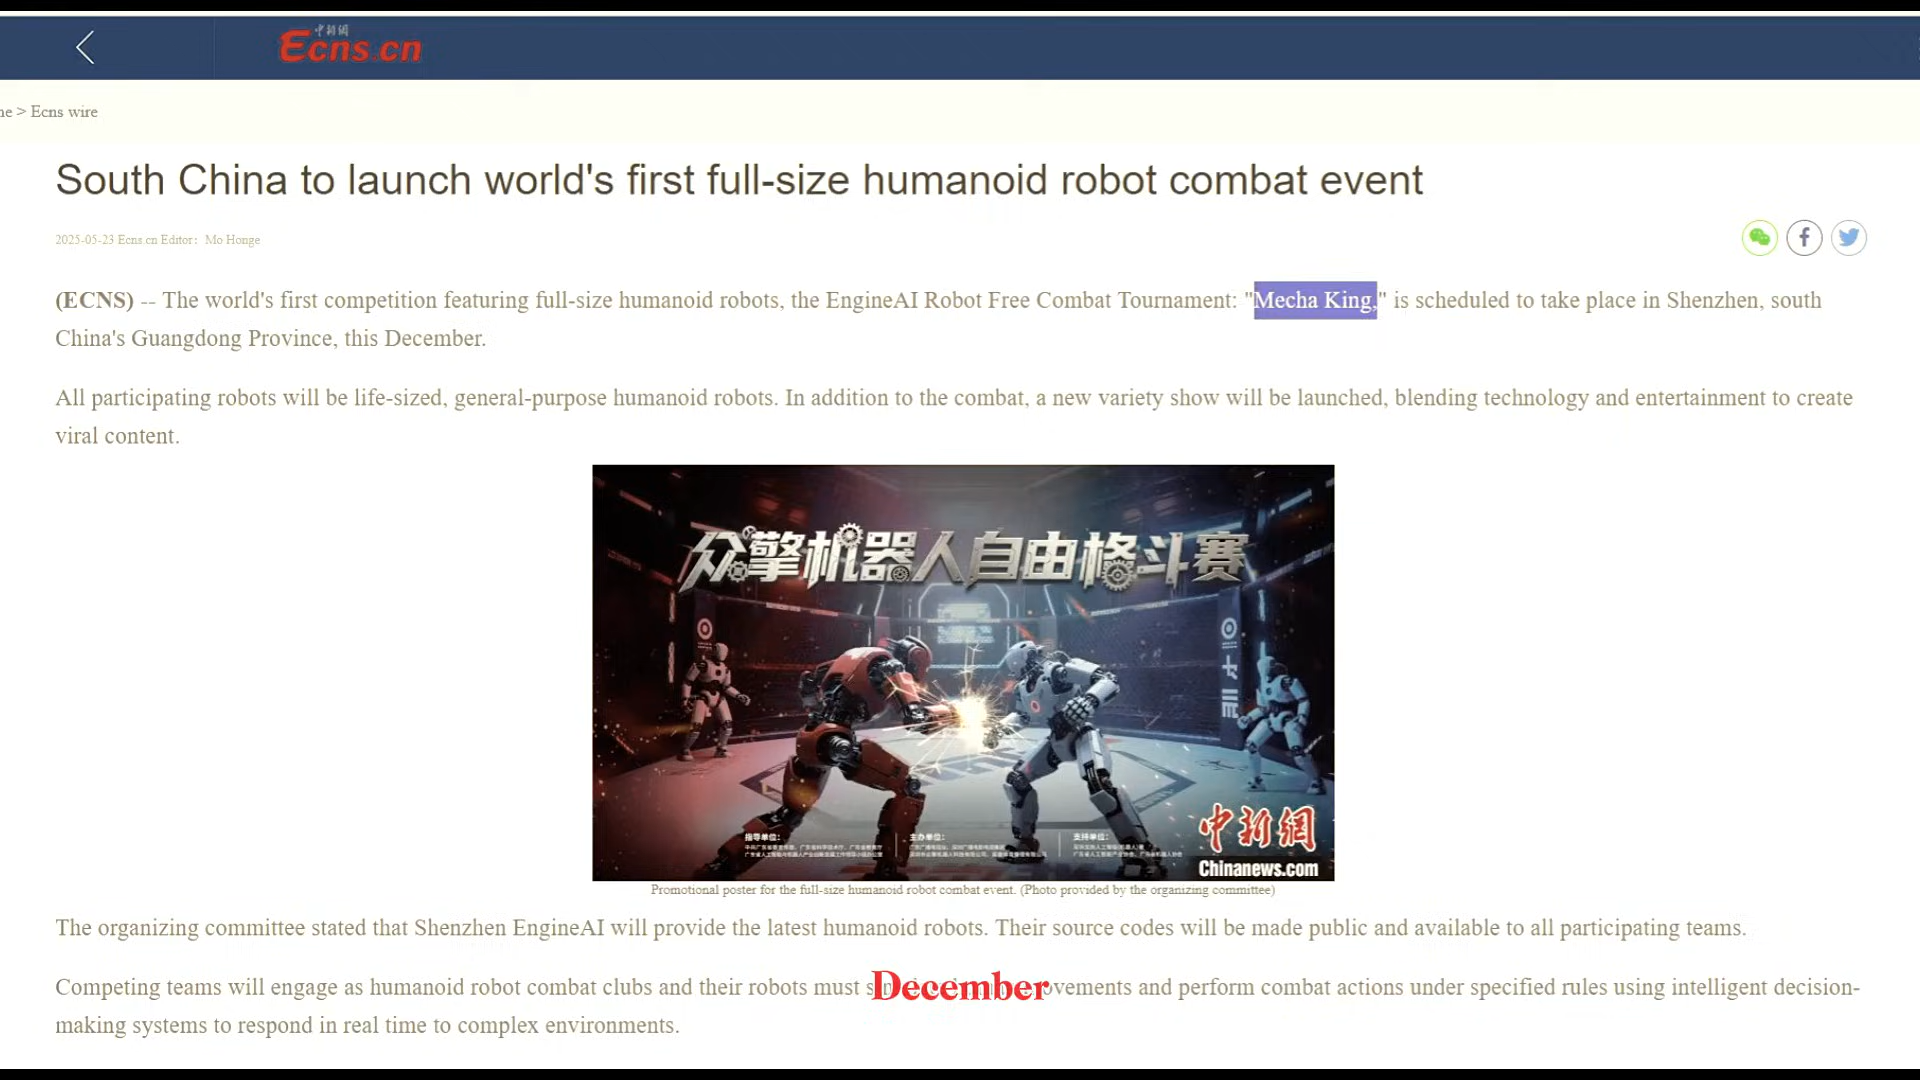 中新網
Ecns.cn
ne > Ecns wire
South China to launch world's first full-size humanoid robot combat event
2025-05-23 Ecns.cn Editor: Mo Honge
(ECNS) -- The world's first competition featuring full-size humanoid robots, the EngineAI Robot Free Combat Tournament: "Mecha King," is scheduled to take place in Shenzhen, south
China's Guangdong Province, this December.
All participating robots will be life-sized, general-purpose humanoid robots. In addition to the combat, a new variety show will be launched, blending technology and entertainment to create
viral content.
众擎机器人自由格斗赛
指导单位:
主办单位:
支持单位:
中新網
Chinanews.com
Promotional poster for the full-size humanoid robot combat event. (Photo provided by the organizing committee)
The organizing committee stated that Shenzhen EngineAI will provide the latest humanoid robots. Their source codes will be made public and available to all participating teams.
Competing teams will engage as humanoid robot combat clubs and their robots must December movements and perform combat actions under specified rules using intelligent decision-
making systems to respond in real time to complex environments.